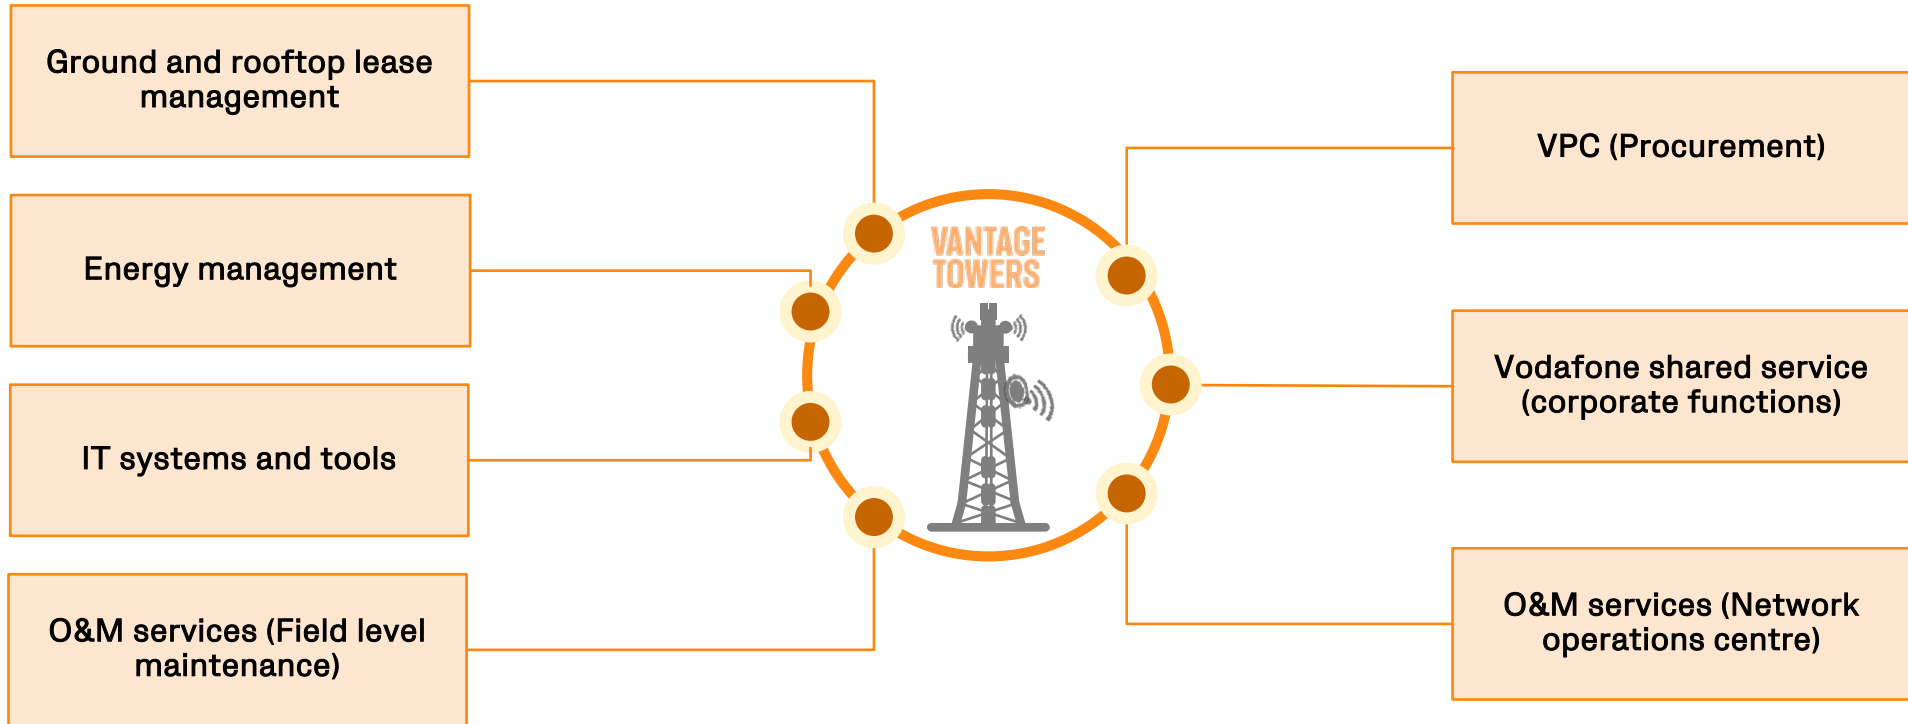 Ground and rooftop lease
management
Energy management
IT systems and tools
O&M services (Field level
maintenance)
VANTAGE
TOWERS
VPC (Procurement)
Vodafone shared service
(corporate functions)
O&M services (Network
operations centre)